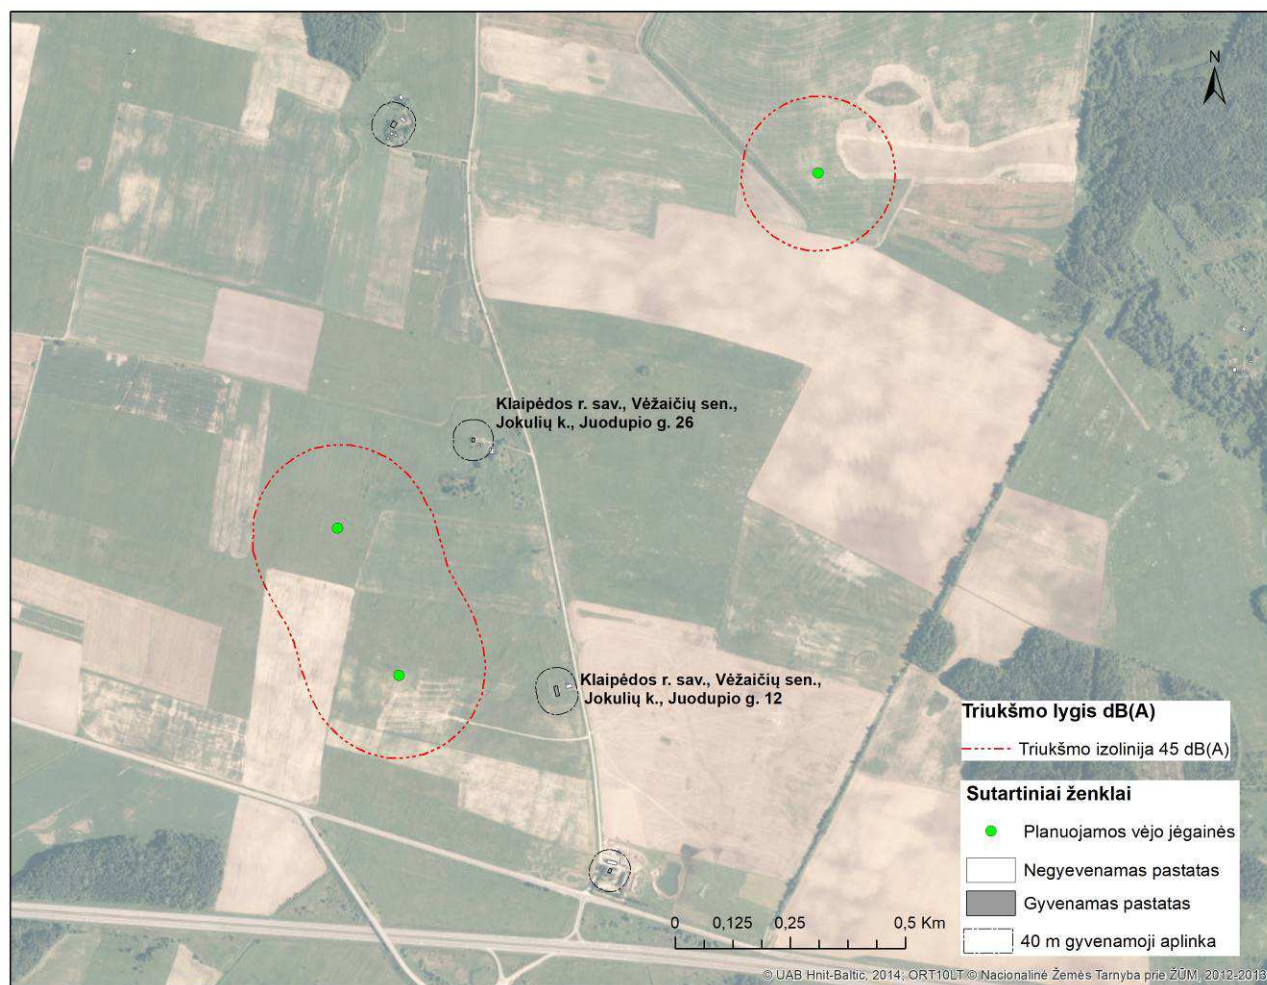 N
Klaipėdos r. sav., Vėžaičių sen.,
Jokulių k., Juodupio g. 26
Klaipėdos r. sav., Vėžaičių sen.,
Jokulių k., Juodupio g. 12
Triukšmo lygis dB(A)
Triukšmo izolinija 45 dB(A)
Sutartiniai ženklai
Planuojamos vėjo jėgainės
Negyevenamas pastatas
Gyvenamas pastatas
40 m gyvenamoji aplinka
0 0,125 0,25 0,5 Km
© UAB Hnit-Baltic, 2014; ORT10LT © Nacionalinė Žemės Tarnyba prie ŽŪM, 2012-2013